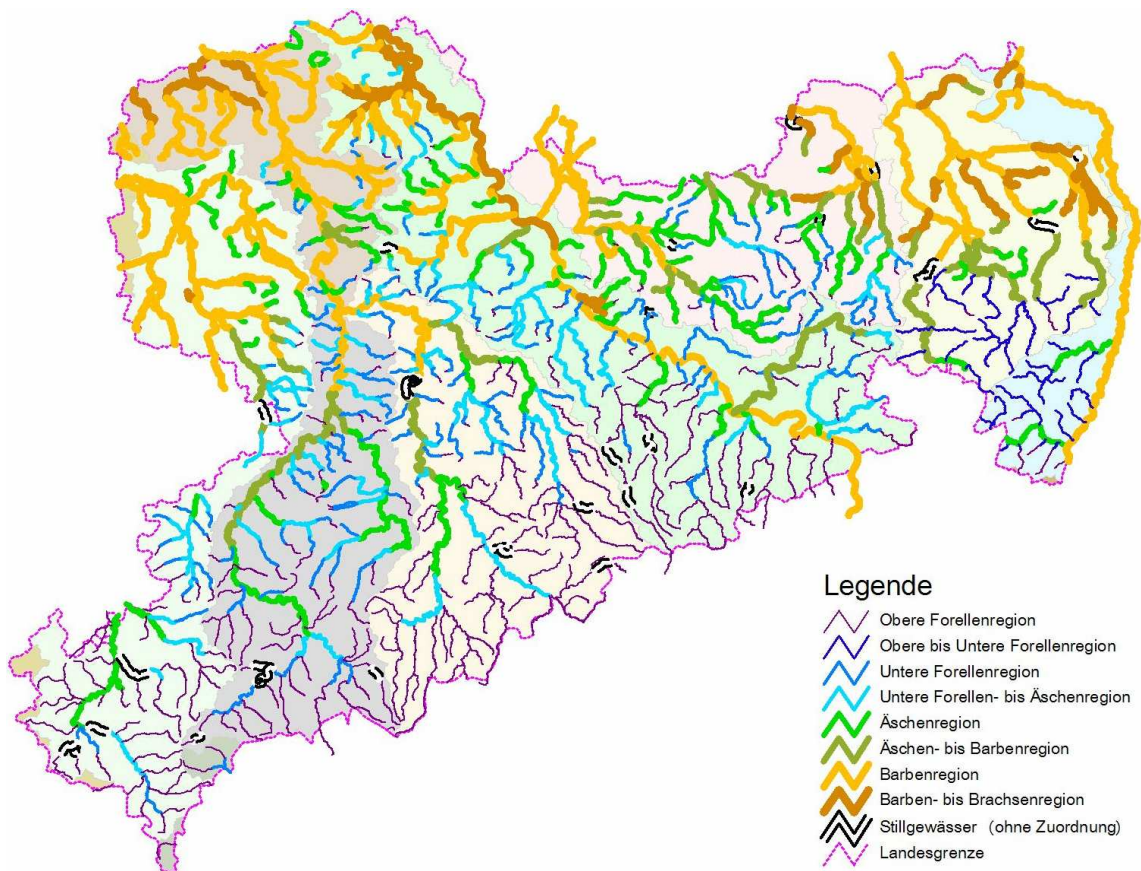 Legende
Obere Forellenregion
Obere bis Untere Forellenregion
Untere Forellenregion
Untere Forellen- bis Äschenregion
Äschenregion
Äschen- bis Barbenregion
Barbenregion
Barben- bis Brachsenregion
Stillgewässer (ohne Zuordnung)
Landesgrenze